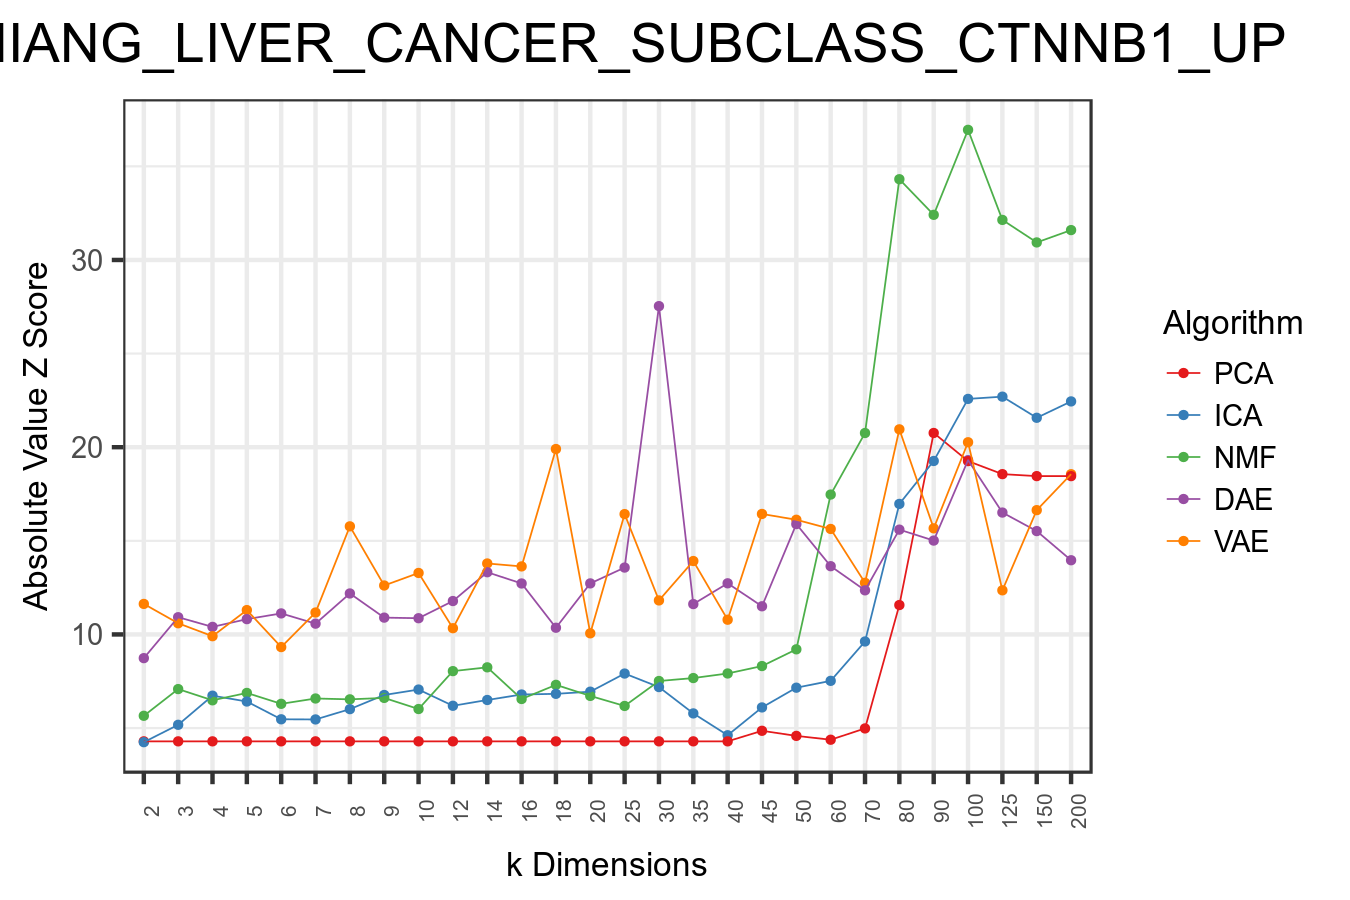 IANG_LIVER_CANCER_SUBCLASS_CTNNB1_UP
Absolute Value Z Score
30
20
10
2 3 4 5 6 7 8 9 10 12 14 16 18 20 25 30 35 40 45 50 60 70 80 90 100 125 150 200
k Dimensions
Algorithm
PCA
ICA
NMF
DAE
VAE